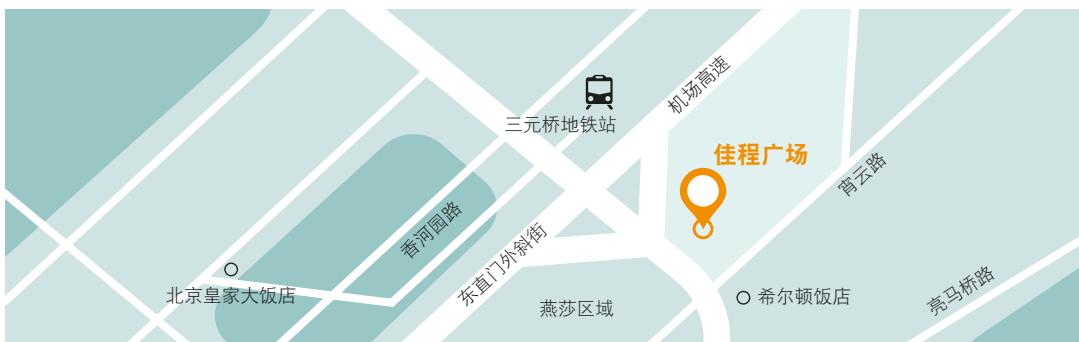 机场高速
三元桥地铁站
佳程广场
宵云路
香河园路
东直门外斜街
北京皇家大饭店
燕莎区域
希尔顿饭店
亮马桥路